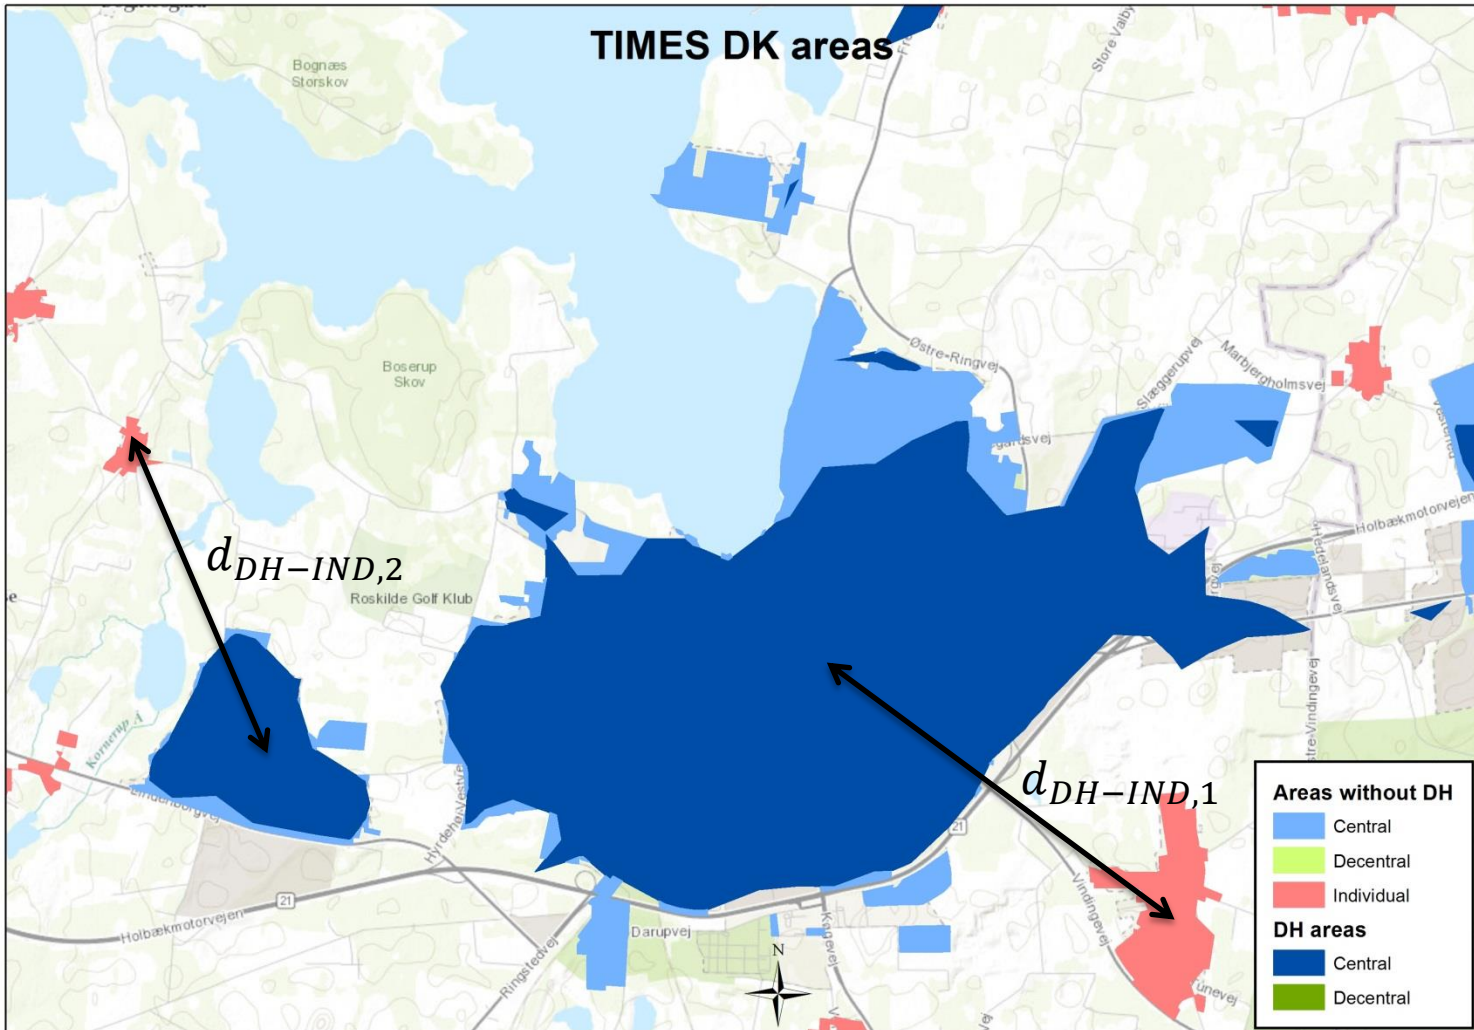 TIMES DK areas
Bognæs
Storskov
Store Valby
Østre-Ringvej
Marbjergholmsvej
Slæggerupvej
Boserup
Skov
Holbækmotorvejen
Hedelandsvej
d_{DH-IND,2}
Roskilde Golf Klub
Kornerup Å
Lindenborgvej
d_{DH-IND,1}
21
Vindingevej
21
Holbækmotorvejen
Darupvej
Køgevej
Ringstedvej
N
Areas without DH
Central
Decentral
Individual
DH areas
Central
Decentral